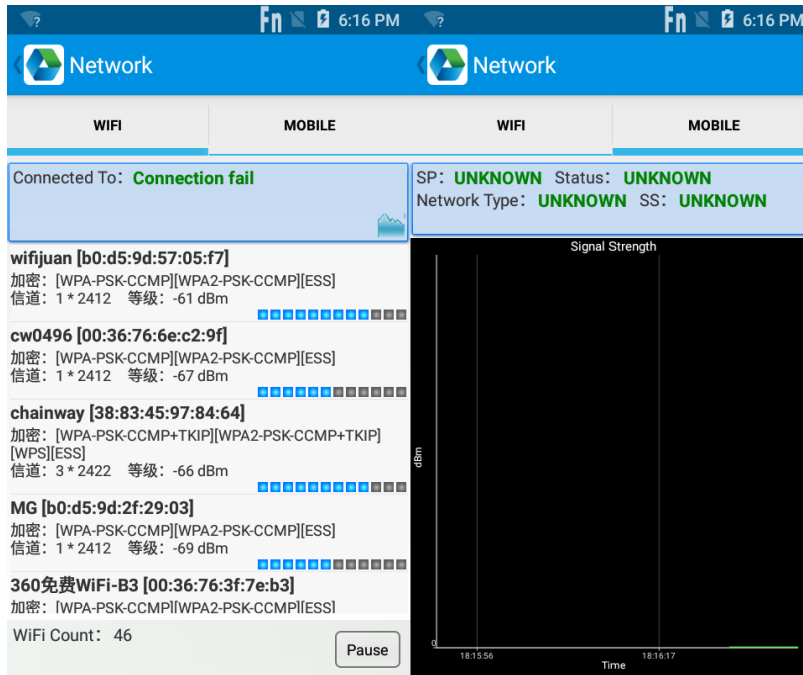 Fn 6:16 PM
Network
WIFI MOBILE
Connected To: Connection fail
wifijuan [b0:d5:9d:57:05:f7]
加密: [WPA-PSK-CCMP][WPA2-PSK-CCMP][ESS]
信道: 1 * 2412 等级: -61 dBm
cw0496 [00:36:76:6e:c2:9f]
加密: [WPA-PSK-CCMP][WPA2-PSK-CCMP][ESS]
信道: 1 * 2412 等级: -67 dBm
chainway [38:83:45:97:84:64]
加密: [WPA-PSK-CCMP+TKIP][WPA2-PSK-CCMP+TKIP]
[WPS][ESS]
信道: 3 * 2422 等级: -66 dBm
MG [b0:d5:9d:2f:29:03]
加密: [WPA-PSK-CCMP][WPA2-PSK-CCMP][ESS]
信道: 1 * 2412 等级: -69 dBm
360免费WiFi-B3 [00:36:76:3f:7e:b3]
加密: [WPA-PSK-CCMP][WPA2-PSK-CCMP][ESS]
WiFi Count: 46
Pause
Fn 6:16 PM
Network
WIFI MOBILE
SP: UNKNOWN Status: UNKNOWN
Network Type: UNKNOWN SS: UNKNOWN
Signal Strength
dBm
0
18:15:56 18:16:17
Time